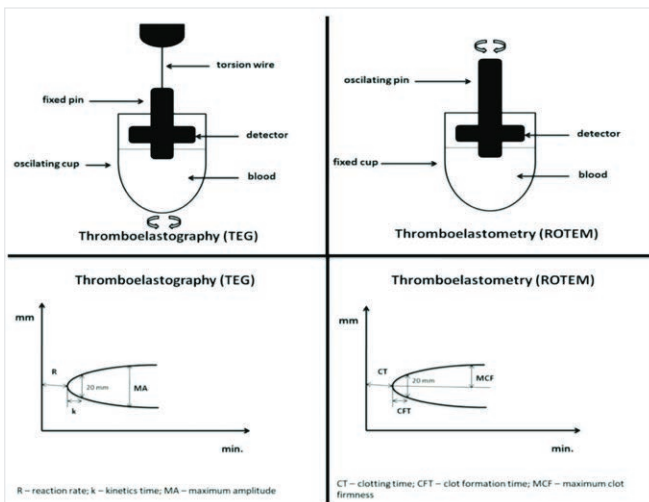 torsion wire
fixed pin
detector
oscilating cup
blood
Thromboelastography (TEG)
oscilating pin
detector
fixed cup
blood
Thromboelastometry (ROTEM)
Thromboelastography (TEG)
mm
R
20 mm
MA
k
min.
R – reaction rate; k – kinetics time; MA – maximum amplitude
Thromboelastometry (ROTEM)
mm
CT
20 mm
MCF
CFT
min.
CT – clotting time; CFT – clot formation time; MCF – maximum clot
firmness